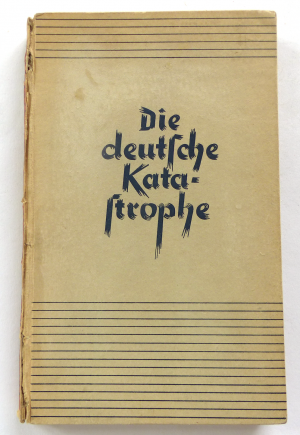 Die
deutſche
Kata-
ſtrophe